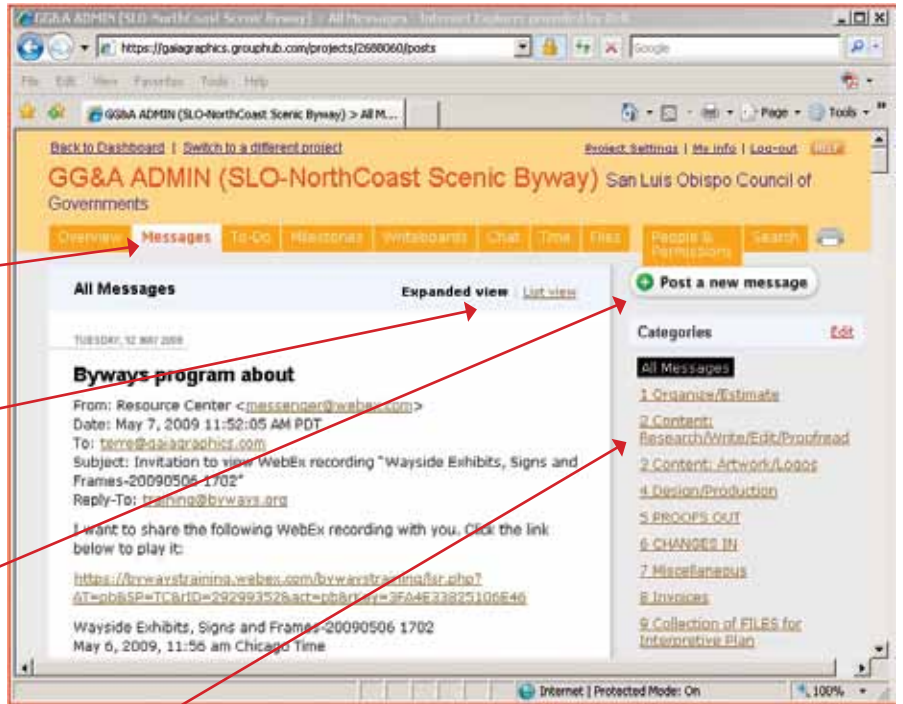 GG&A ADMIN (SLO-NorthCoast Scenic Byway) > All Messages - Internet Explorer provided by Dell
https://gaiagraphics.grouphub.com/projects/2688060/posts
Google
File Edit View Favorites Tools Help
GG&A ADMIN (SLO-NorthCoast Scenic Byway) > All M...
Page Tools
Back to Dashboard | Switch to a different project
Project Settings | My info | Log-out
GG&A ADMIN (SLO-NorthCoast Scenic Byway) San Luis Obispo Council of
Governments
Overview Messages To-Do Milestones Writeboards Chat Time Files People & Permissions Search
All Messages
Expanded view | List view
Post a new message
TUESDAY, 12 MAY 2009
Byways program about
From: Resource Center <messenger@webex.com>
Date: May 7, 2009 11:52:05 AM PDT
To: terre@gaiagraphics.com
Subject: Invitation to view WebEx recording "Wayside Exhibits, Signs and
Frames-20090506 1702"
Reply-To: training@byways.org
I want to share the following WebEx recording with you. Click the link
below to play it:
https://bywaystraining.webex.com/bywaystraining/lsr.php?
Wayside Exhibits, Signs and Frames-20090506 1702
May 6, 2009, 11:56 am Chicago Time
Categories
Edit
All Messages
1 Organize/Estimate
2 Content:
Research/Write/Edit/Proofread
3 Content: Artwork/Logos
4 Design/Production
5 PROOFS OUT
6 CHANGES IN
7 Miscellaneous
8 Invoices
9 Collection of FILES for
Interpretive Plan
Internet | Protected Mode: On
100%